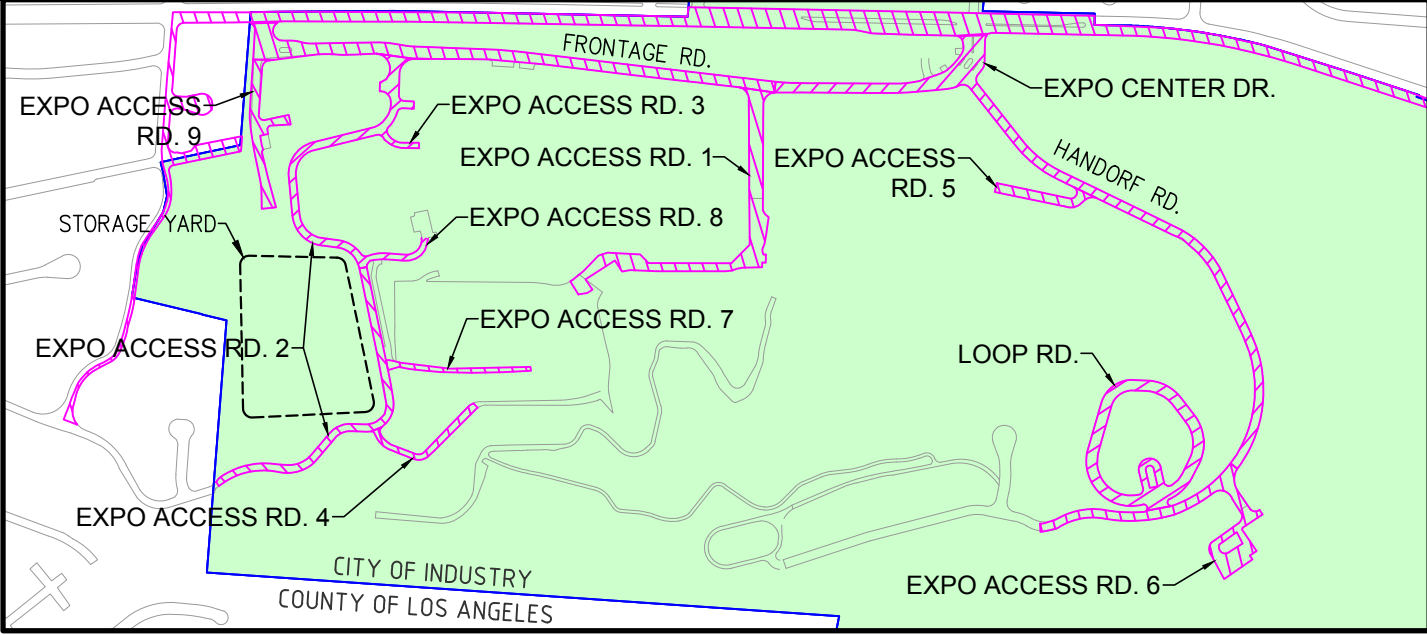 FRONTAGE RD.
EXPO CENTER DR.
EXPO ACCESS
RD. 9
EXPO ACCESS RD. 3
EXPO ACCESS RD. 1
EXPO ACCESS
RD. 5
HANDORF RD.
STORAGE YARD
EXPO ACCESS RD. 8
EXPO ACCESS RD. 7
EXPO ACCESS RD. 2
LOOP RD.
EXPO ACCESS RD. 4
CITY OF INDUSTRY
COUNTY OF LOS ANGELES
EXPO ACCESS RD. 6